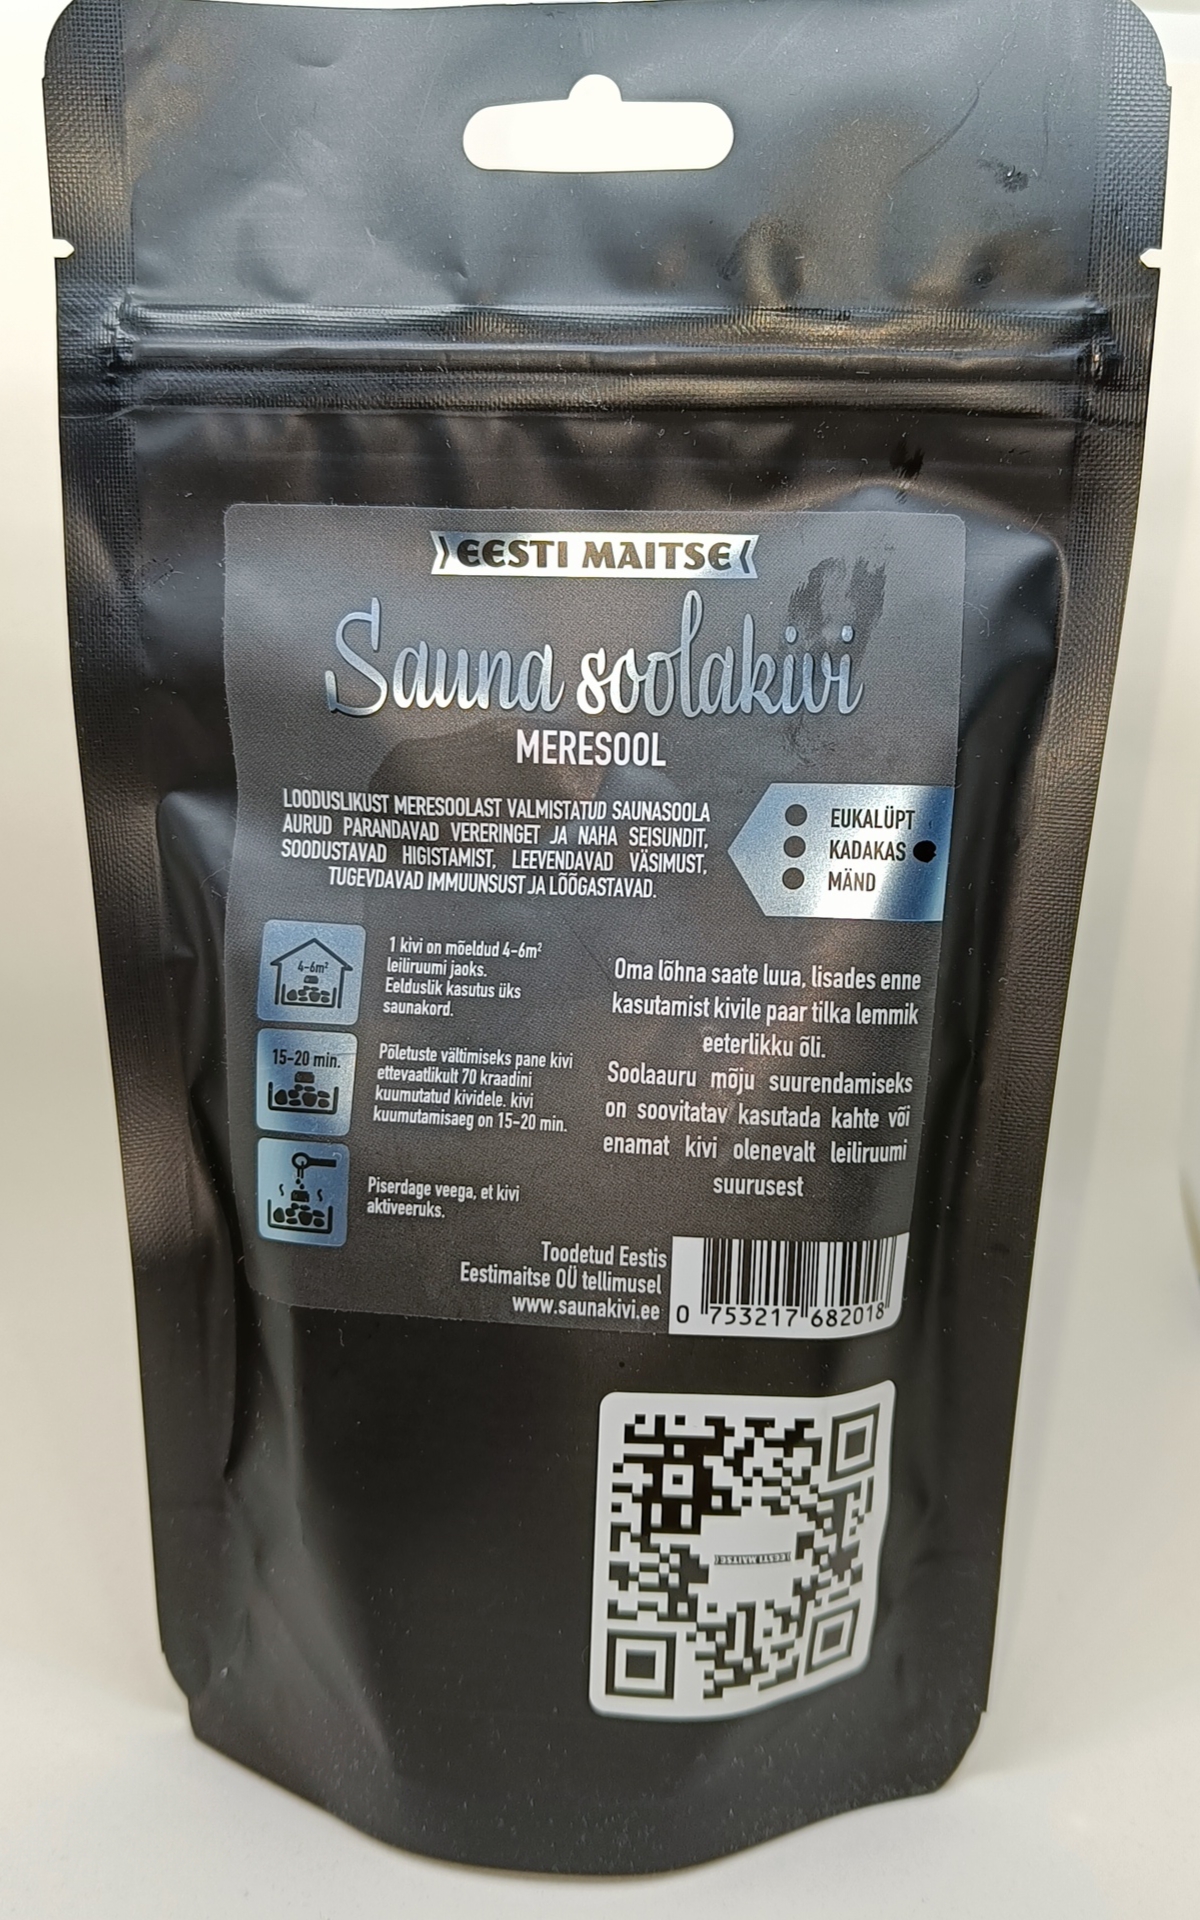 EESTI MAITSE
Sauna soolakivi
MERESOOL
LOODUSLIKUST MERESOOLAST VALMISTATUD SAUNASOOLA
AURUD PARANDAVAD VERERINGET JA NAHA SEISUNDIT,
SOODUSTAVAD HIGISTAMIST, LEEVENDAVAD VÄSIMUST,
TUGEVDAVAD IMMUUNSUST JA LÕÕGASTAVAD.
EUKALÜPT
KADAKAS
MÄND
4-6m²
1 kivi on mõeldud 4-6m²
leiliruumi jaoks.
Eelduslik kasutus üks
saunakord.
15-20 min.
Põletuste vältimiseks pane kivi
ettevaatlikult 70 kraadini
kuumutatud kividele. kivi
kuumutamisaeg on 15-20 min.
Piserdage veega, et kivi
aktiveeruks.
Oma lõhna saate luua, lisades enne
kasutamist kivile paar tilka lemmik
eeterlikku õli.
Soolaauru mõju suurendamiseks
on soovitatav kasutada kahte või
enamat kivi olenevalt leiliruumi
suurusest
Toodetud Eestis
Eestimaitse OÜ tellimusel
www.saunakivi.ee
0 753217 682018
EESTI MAITSE